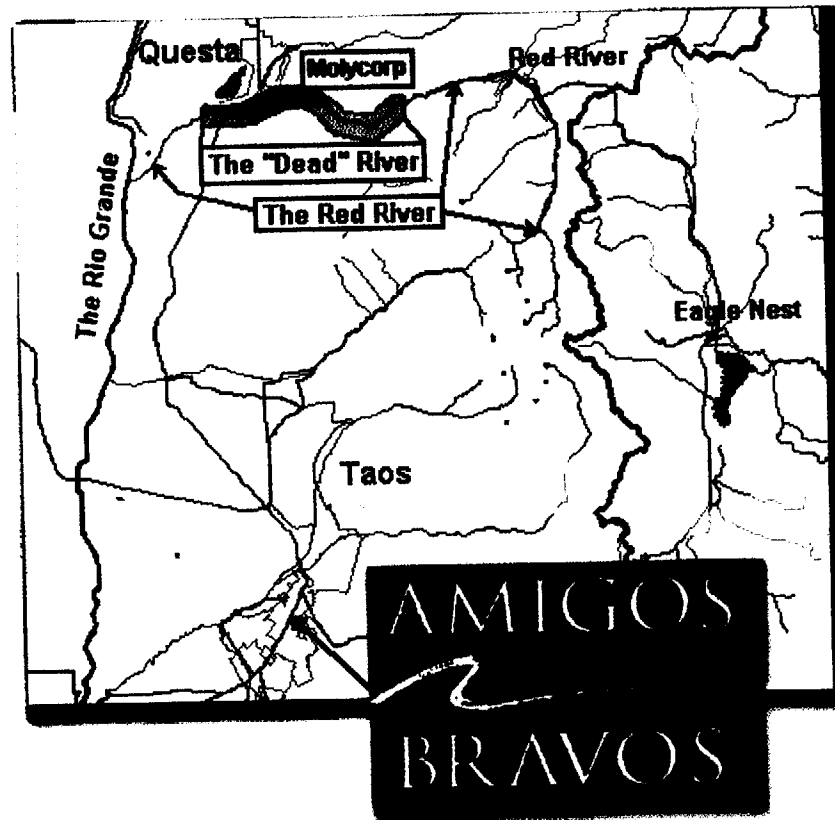 Questa
Molycorp
Red River
The "Dead" River
The Red River
The Rio Grande
Eagle Nest
Taos
AMIGOS
BRAVOS